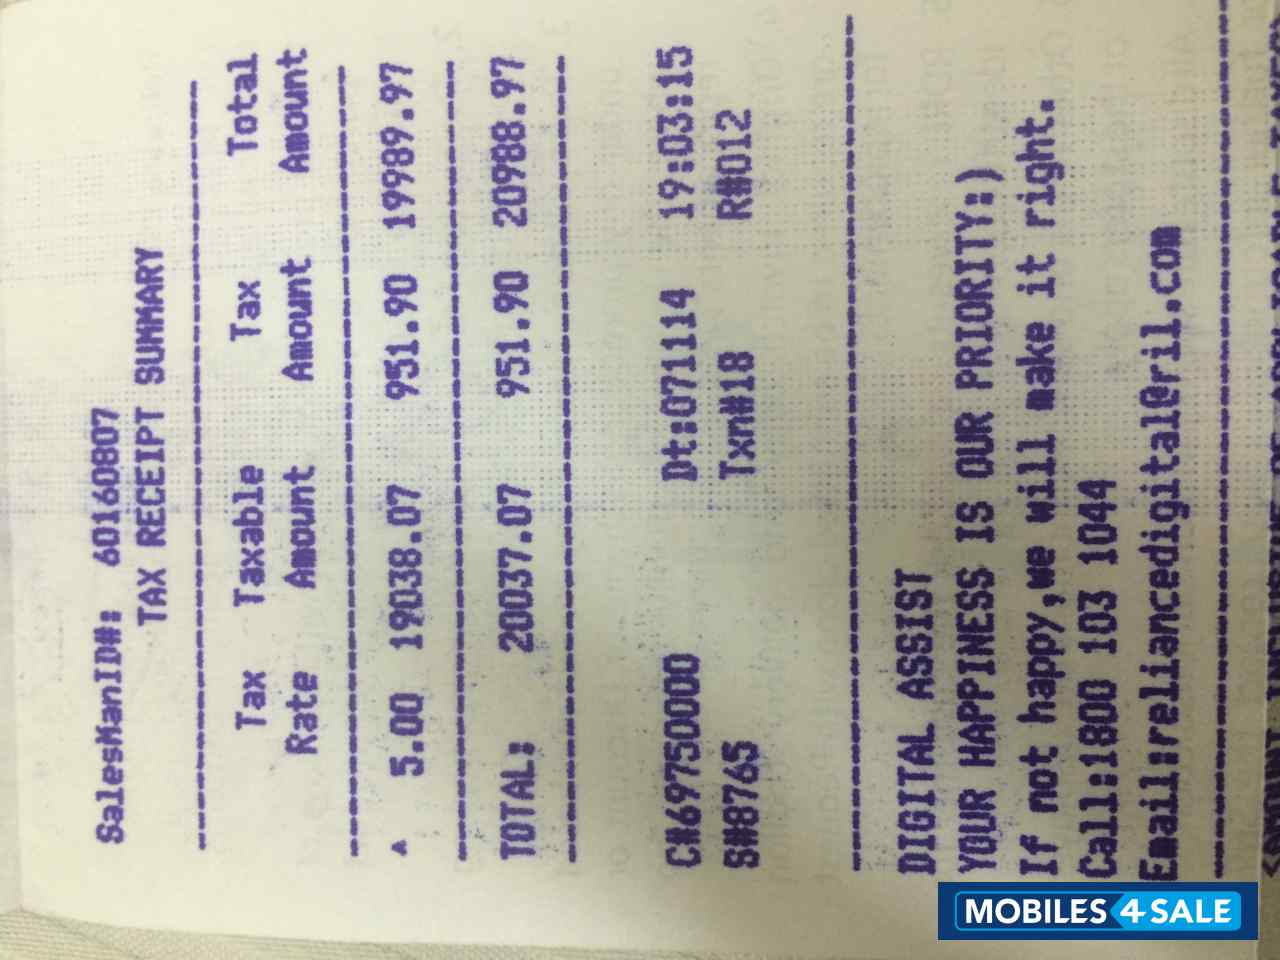 SalesManID#: 60160807
TAX RECEIPT SUMMARY
Tax Taxable Tax Total
Rate Amount Amount Amount
5.00 19038.07 951.90 19989.97
TOTAL: 20037.07 951.90 20988.97
C#69750000 Dt:071114 19:03:15
S#8765 Txn#18 R#012
DIGITAL ASSIST
YOUR HAPPINESS IS OUR PRIORITY:)
If not happy,we will make it right.
Call:1800 103 1044
Email:reliancedigital@ril.com
MOBILES 4 SALE